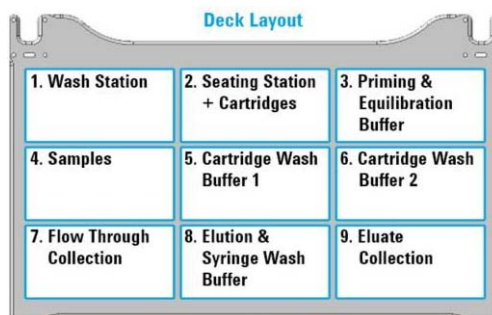 Deck Layout
1. Wash Station
2. Seating Station
+ Cartridges
3. Priming &
Equilibration
Buffer
4. Samples
5. Cartridge Wash
Buffer 1
6. Cartridge Wash
Buffer 2
7. Flow Through
Collection
8. Elution &
Syringe Wash
Buffer
9. Eluate
Collection